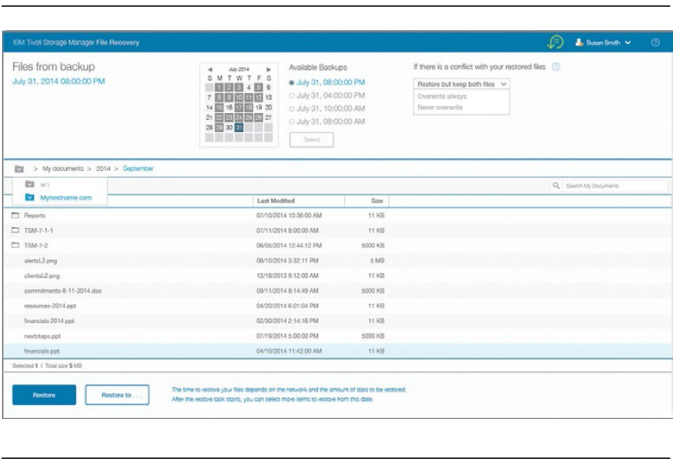 IBM Tivoli Storage Manager File Recovery
Susan Smith
Files from backup
July 31, 2014 08:00:00 PM
July 2014
S M T W T F S
1 2 3 4 5 6
7 8 9 10 11 12 13
14 15 16 17 18 19 20
21 22 23 24 25 26 27
28 29 30 31
Available Backups
July 31, 08:00:00 PM
July 31, 04:00:00 PM
July 31, 10:00:00 AM
July 31, 08:00:00 AM
Select
If there is a conflict with your restored files
Restore but keep both files
Overwrite always
Never overwrite
> My documents > 2014 > September
Myhostname.com
Search My Documents
Last Modified Size
Reports 07/10/2014 10:36:00 AM 11 KB
TSM-7-1-1 07/11/2014 8:00:00 AM 11 KB
TSM-7-2 06/05/2014 12:44:12 PM 5000 KB
alertsL2.png 06/10/2014 3:32:11 PM 5 MB
clientsL2.png 12/18/2013 9:12:00 AM 11 KB
commitments-8-11-2014.doc 09/11/2014 8:14:49 AM 5000 KB
resources-2014.ppt 04/20/2014 6:01:04 PM 11 KB
financials 2014.ppt 02/30/2014 2:14:16 PM 11 KB
nextsteps.ppt 07/19/2014 5:00:00 PM 5000 KB
financials.ppt 04/10/2014 11:42:00 AM 11 KB
Selected 1 | Total size 5 MB
Restore
Restore to . . .
The time to restore your files depends on the network and the amount of data to be restored.
After the restore task starts, you can select more items to restore from this date.